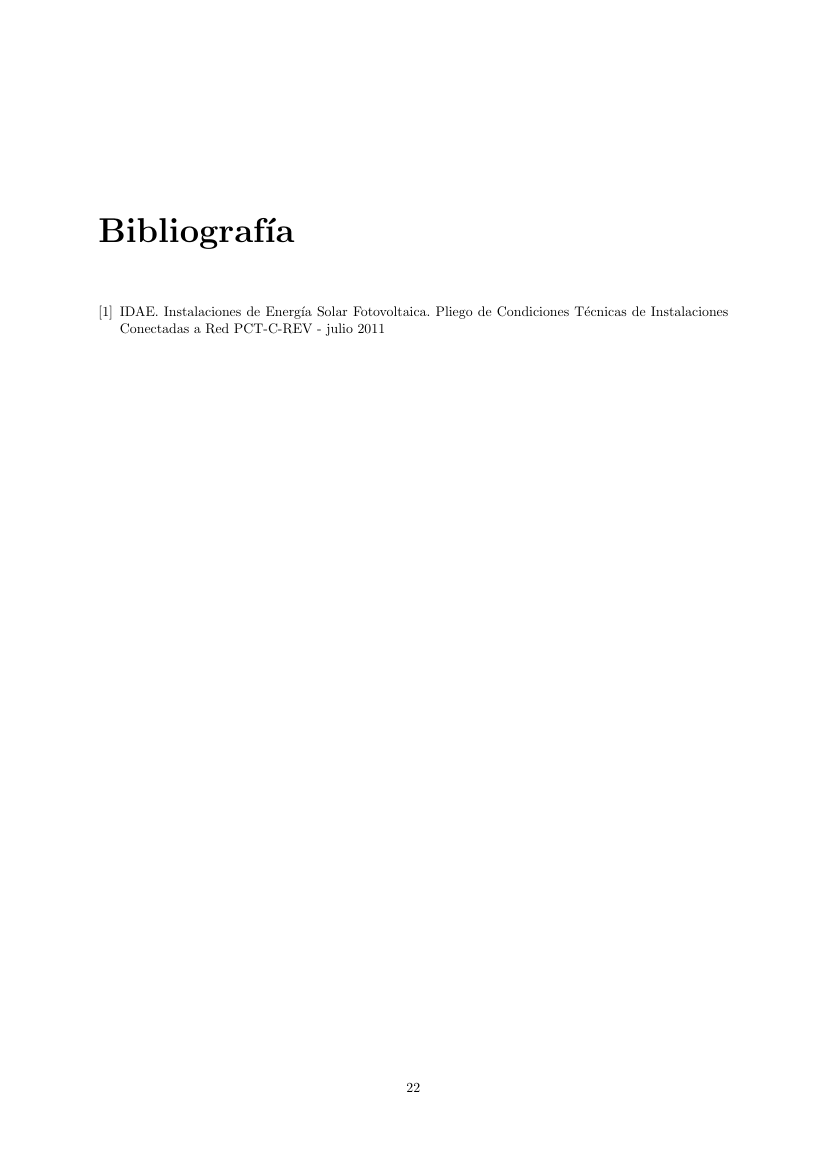 Bibliografía
[1] IDAE. Instalaciones de Energía Solar Fotovoltaica. Pliego de Condiciones Técnicas de Instalaciones
Conectadas a Red PCT-C-REV - julio 2011
22